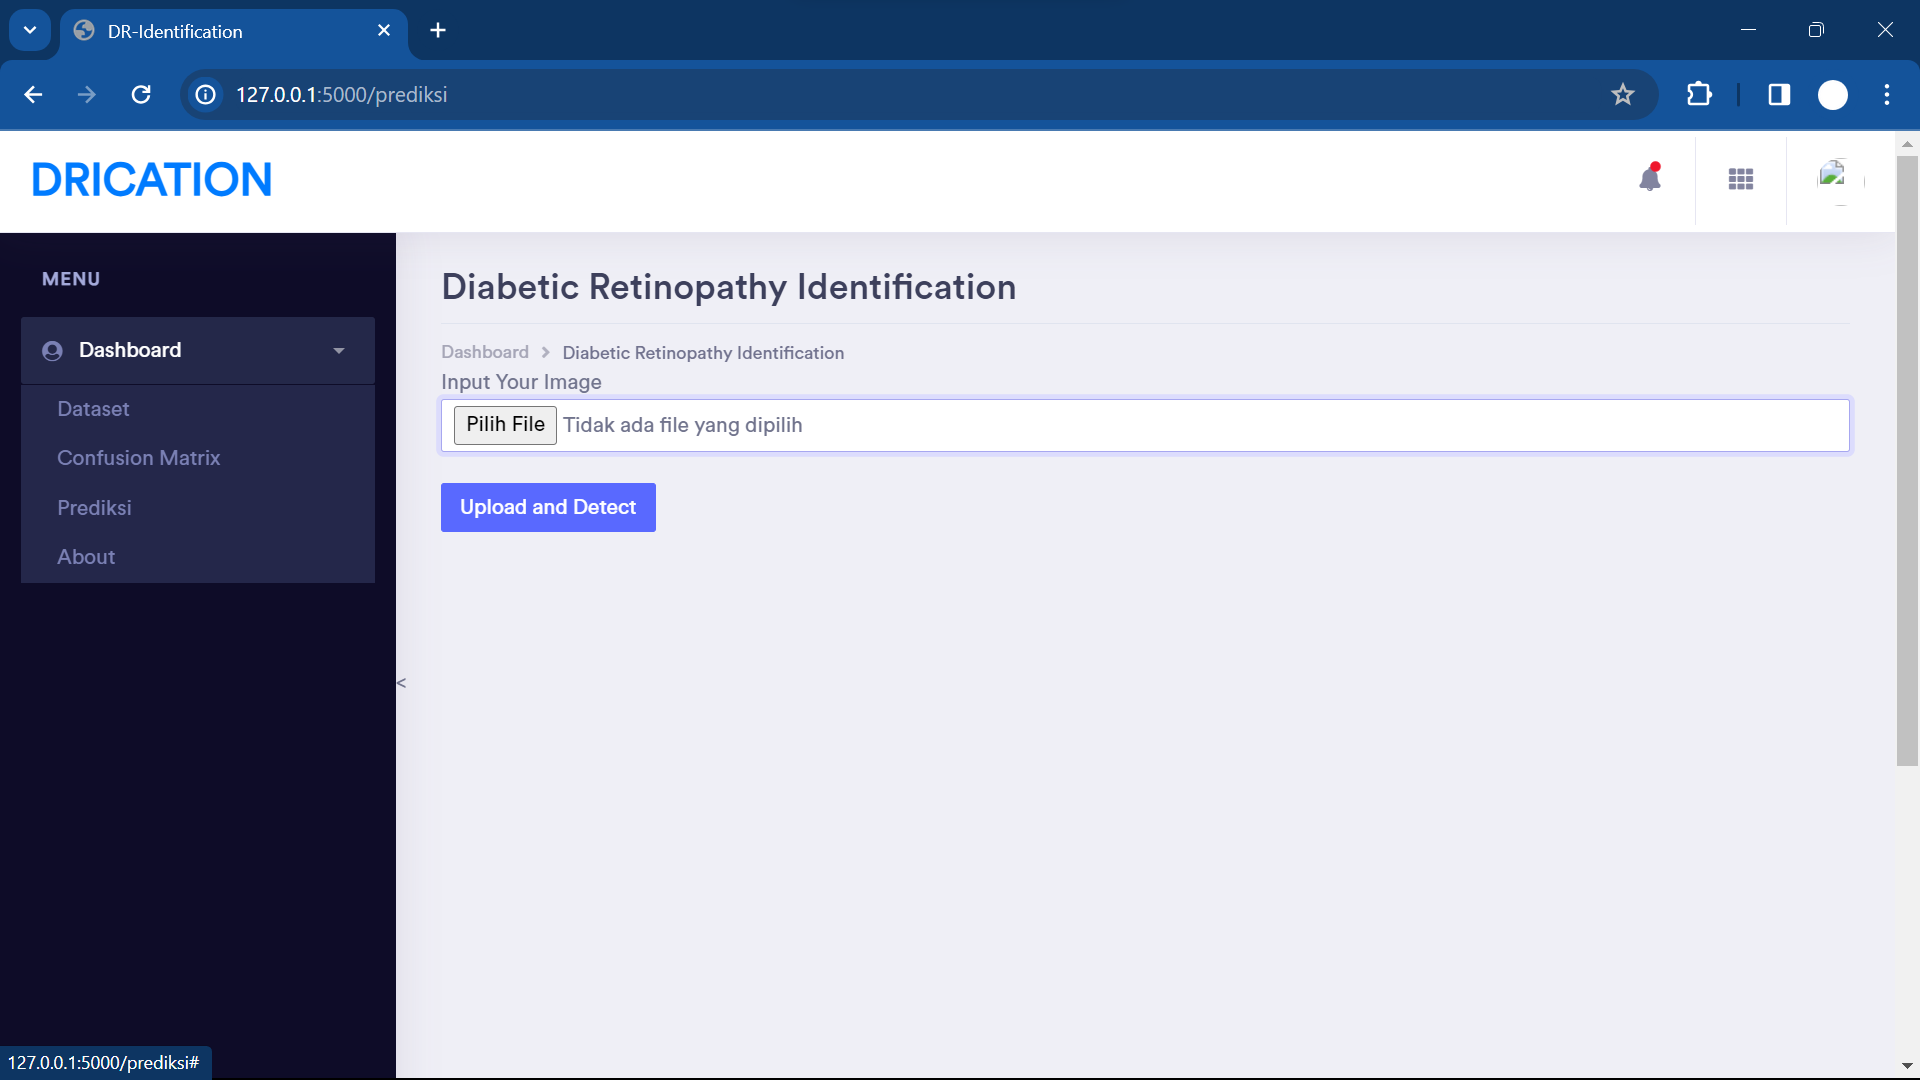 DR-Identification
127.0.0.1:5000/prediksi
DRICATION
MENU
Dashboard
Dataset
Confusion Matrix
Prediksi
About
Diabetic Retinopathy Identification
Dashboard > Diabetic Retinopathy Identification
Input Your Image
Pilih File Tidak ada file yang dipilih
Upload and Detect
<
127.0.0.1:5000/prediksi#